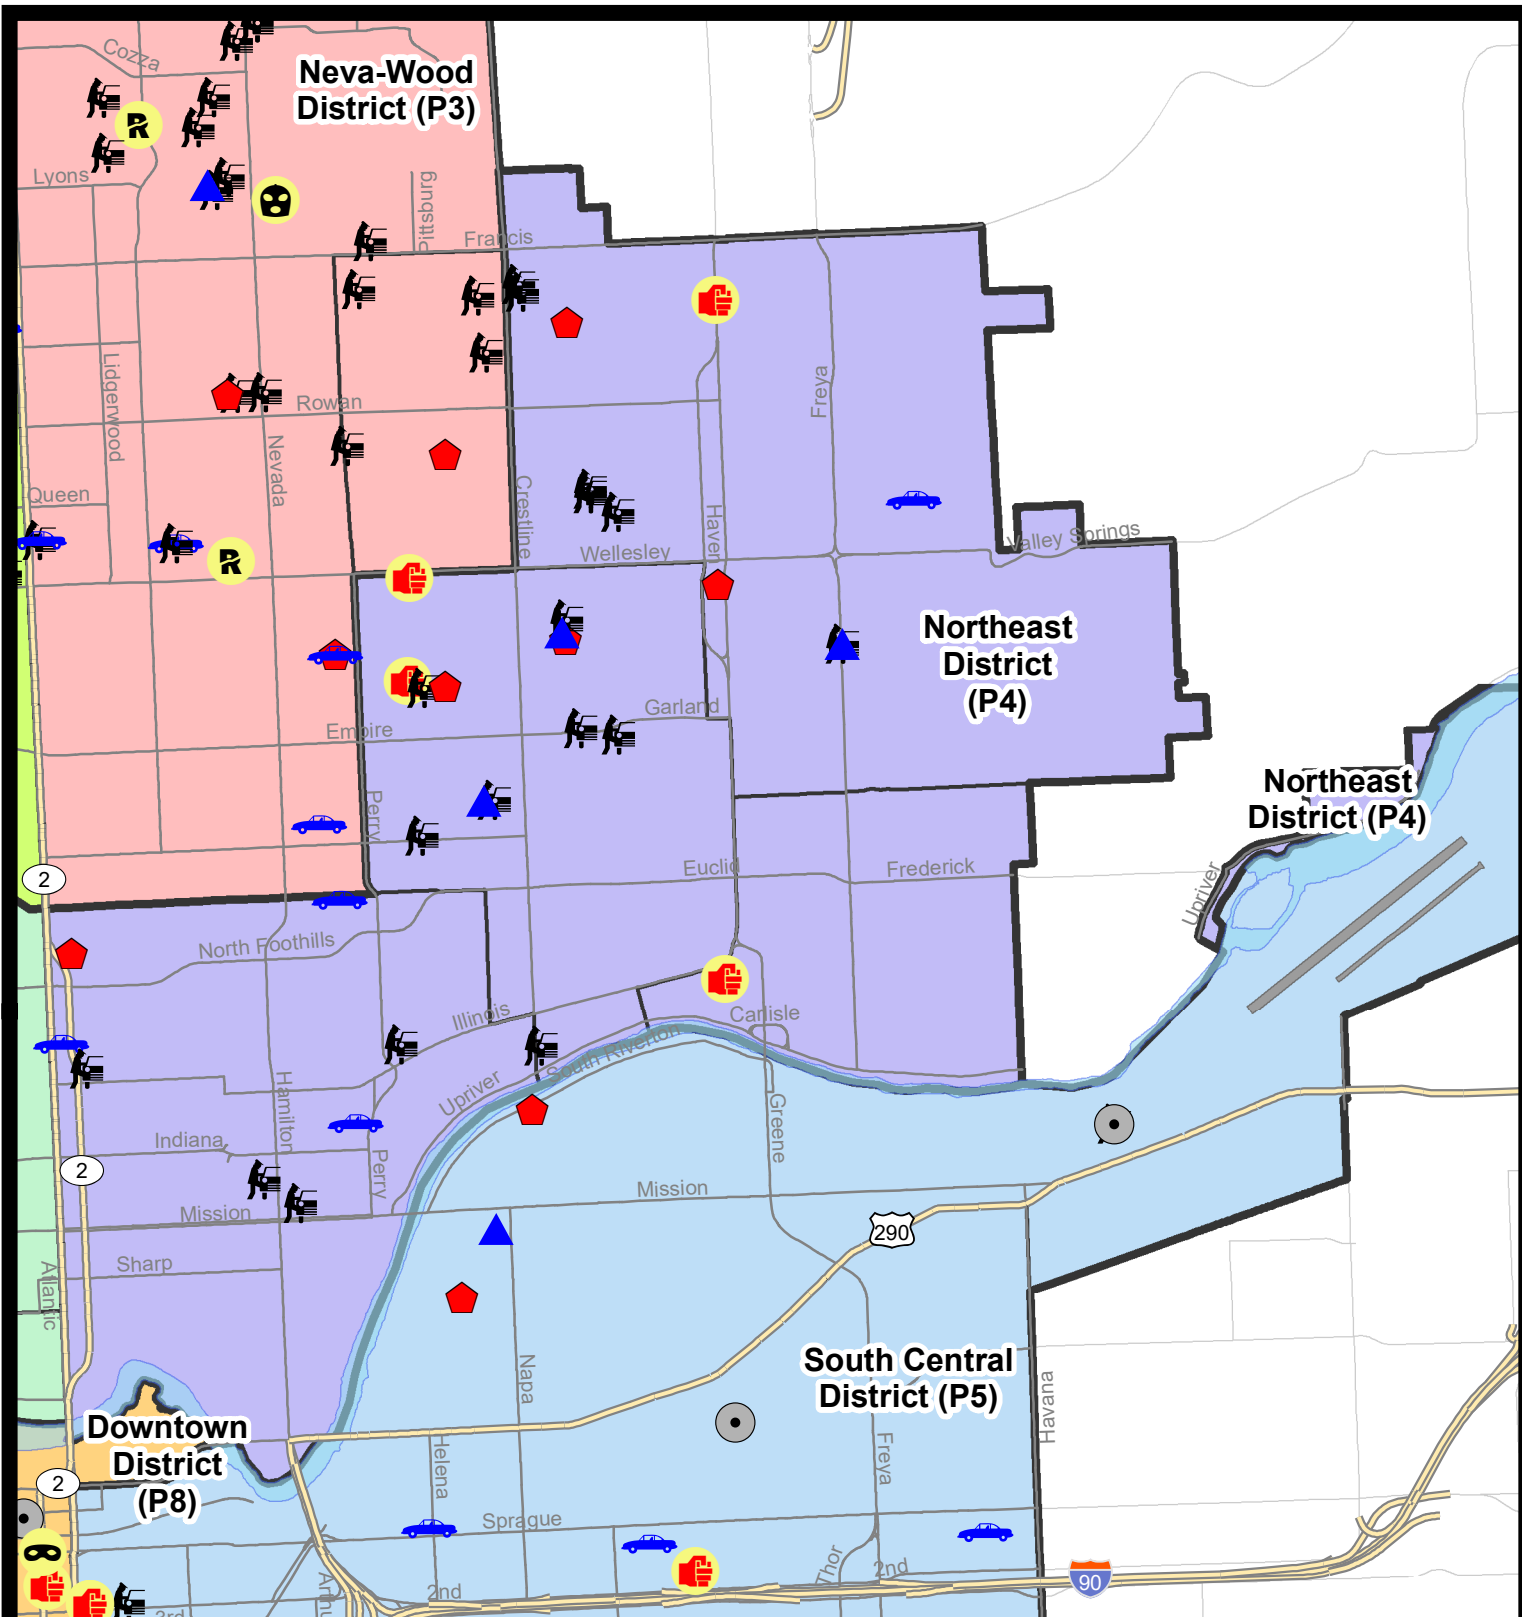 Cozza
Neva-Wood
District (P3)
R
Lyons
Pittsburg
Francis
Lidgerwood
Rowan
Freya
Nevada
Queen
Crestline
Haven
Wellesley
Valley Springs
Northeast
District
(P4)
Garland
Empire
Northeast
District (P4)
Perry
Euclid
Frederick
Upriver
2
North Foothills
Illinois
Carlisle
South Riverton
Upriver
Hamilton
Greene
Indiana
Perry
2
Mission
Mission
290
Sharp
Atlantic
South Central
District (P5)
Napa
Havana
Downtown
District
(P8)
Helena
Freya
2
Sprague
Thor
2nd
2nd
90
3rd
R